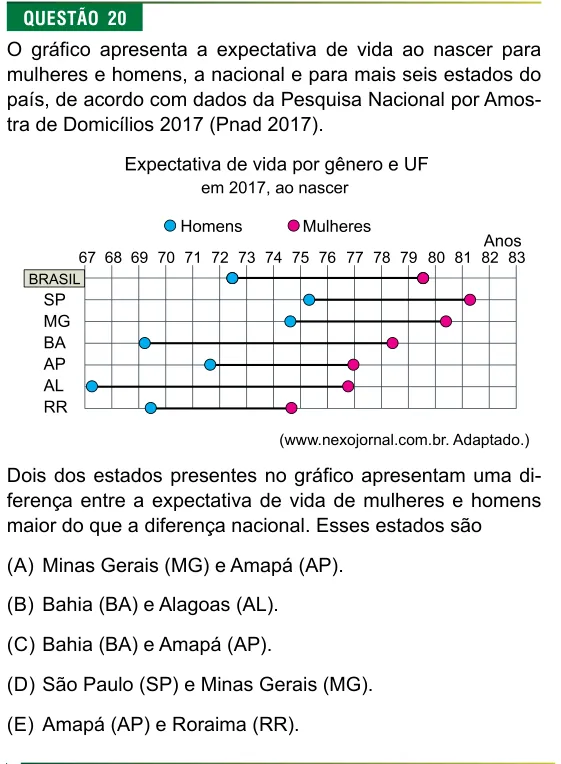 QUESTÃO 20
O gráfico apresenta a expectativa de vida ao nascer para
mulheres e homens, a nacional e para mais seis estados do
país, de acordo com dados da Pesquisa Nacional por Amos-
tra de Domicílios 2017 (Pnad 2017).
Expectativa de vida por gênero e UF
em 2017, ao nascer
Homens Mulheres
Anos
67 68 69 70 71 72 73 74 75 76 77 78 79 80 81 82 83
BRASIL
SP
MG
BA
AP
AL
RR
(www.nexojornal.com.br. Adaptado.)
Dois dos estados presentes no gráfico apresentam uma di-
ferença entre a expectativa de vida de mulheres e homens
maior do que a diferença nacional. Esses estados são
(A) Minas Gerais (MG) e Amapá (AP).
(B) Bahia (BA) e Alagoas (AL).
(C) Bahia (BA) e Amapá (AP).
(D) São Paulo (SP) e Minas Gerais (MG).
(E) Amapá (AP) e Roraima (RR).